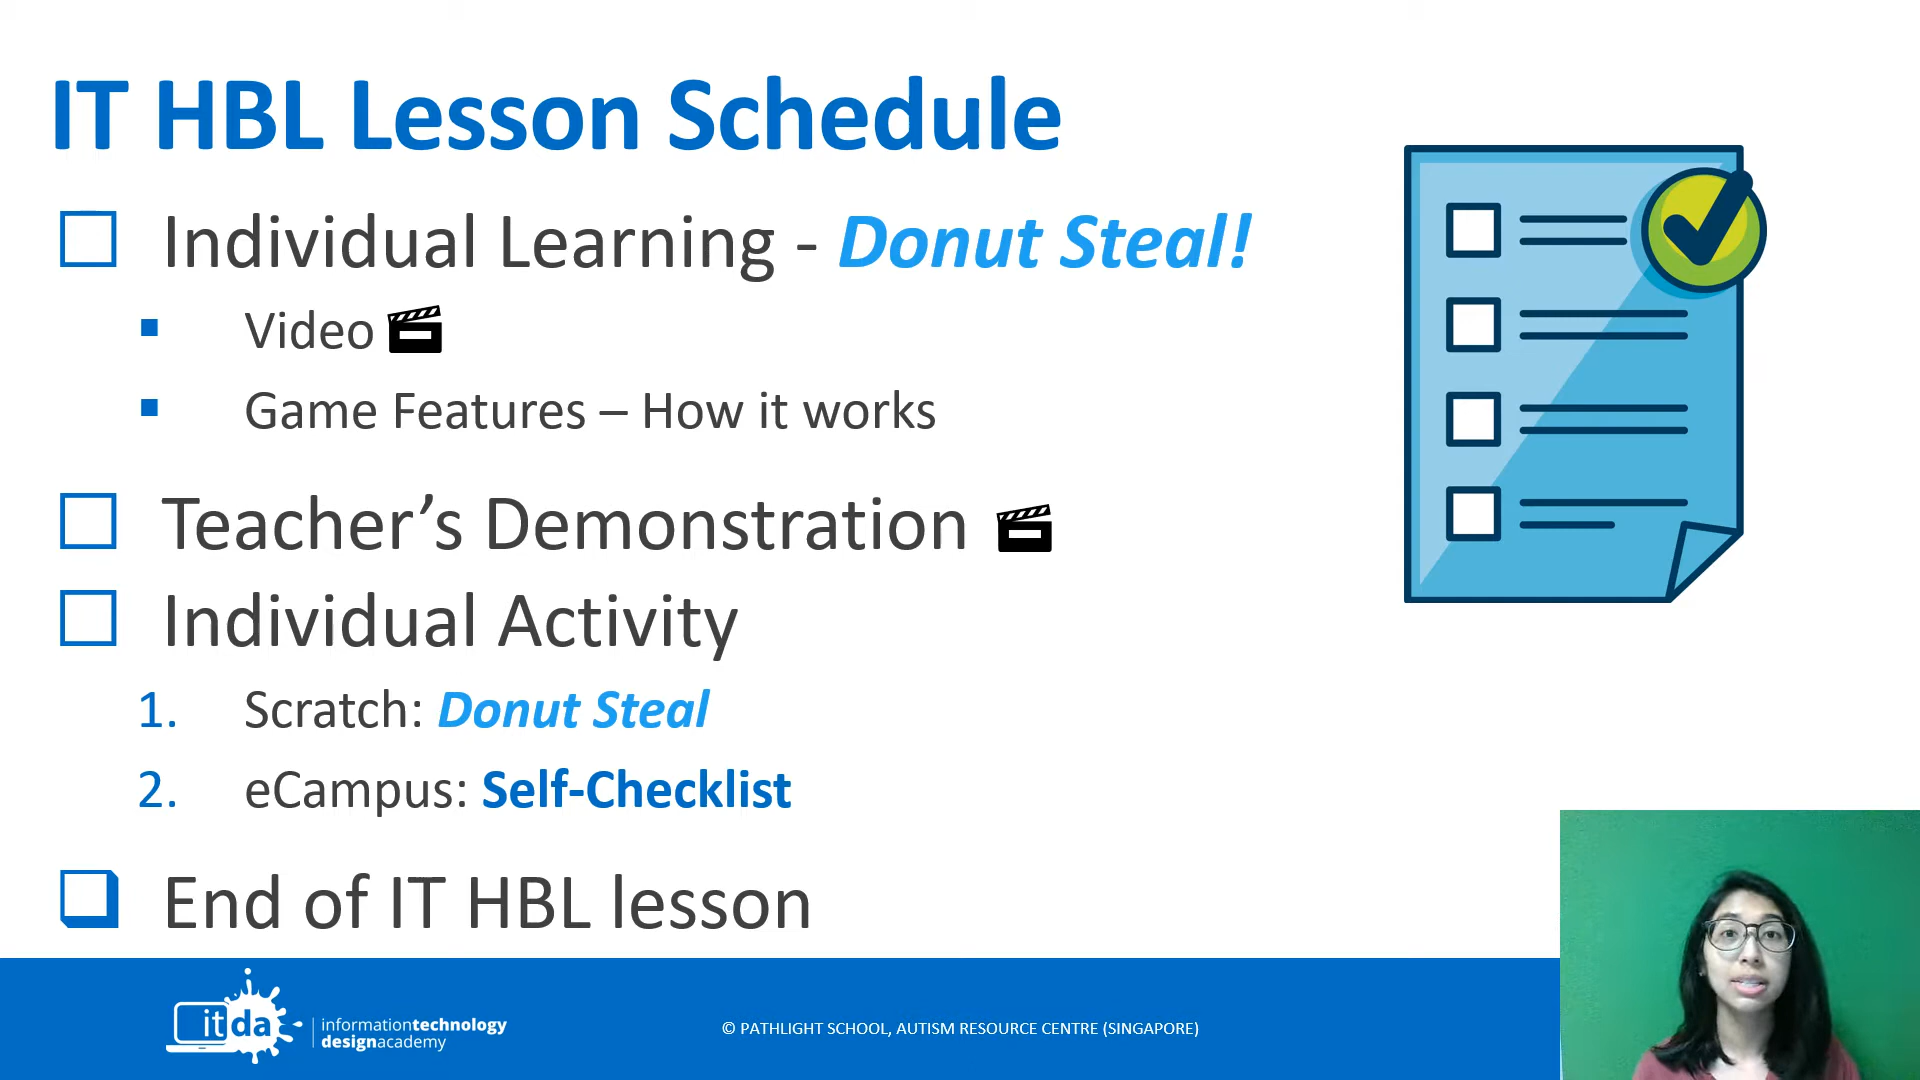 IT HBL Lesson Schedule
Individual Learning - Donut Steal!
Video
Game Features – How it works
Teacher’s Demonstration
Individual Activity
1. Scratch: Donut Steal
2. eCampus: Self-Checklist
End of IT HBL lesson
itda
informationtechnology
designacademy
© PATHLIGHT SCHOOL, AUTISM RESOURCE CENTRE (SINGAPORE)